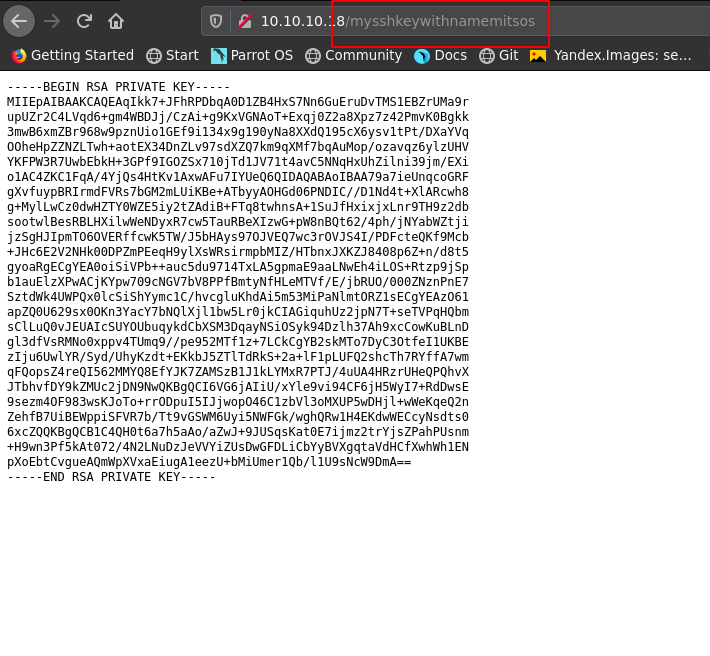 10.10.10.18/mysshkeywithnamemitsos
Getting Started Start Parrot OS Community Docs Git Yandex.Images: se…
-----BEGIN RSA PRIVATE KEY-----
MIIEpAIBAAKCAQEAqIkk7+JFhRPDbqA0D1ZB4HxS7Nn6GuEruDvTMS1EBZrUMa9r
upUZr2C4LVqd6+gm4WBDJj/CzAi+g9KxVGNAoT+Exqj0Z2a8Xpz7z42PmvK0Bgkk
3mwB6xmZBr968w9pznUio1GEf9i134x9g190yNa8XXdQ195cX6ysv1tPt/DXaYVq
OOheHpZZNZLTwh+aotEX34DnZLv97sdXZQ7km9qXMf7bqAuMop/ozavqz6ylzUHV
YKFPW3R7UwbEbkH+3GPf9IGOZSx710jTd1JV71t4avC5NNqHxUhZilni39jm/EXi
o1AC4ZKC1FqA/4YjQs4HtKv1AxwAFu7IYUeQ6QIDAQABAoIBAA79a7ieUnqcoGRF
gXvfuypBRIrmdFVRs7bGM2mLUiKBe+ATbyyAOHGd06PNDIC//D1Nd4t+XlARcwh8
g+MylLwCz0dwHZTY0WZE5iy2tZAdiB+FTq8twhnsA+1SuJfHxixjxLnr9TH9z2db
sootwlBesRBLHXilwWeNDyxR7cw5TauRBeXIzwG+pW8nBQt62/4ph/jNYabWZtji
jzSgHJIpmTO6OVERffcwK5TW/J5bHAys97OJVEQ7wc3rOVJS4I/PDFcteQKf9Mcb
+JHc6E2V2NHk00DPZmPEeqH9ylXsWRsirmpbMIZ/HTbnxJXKZJ8408p6Z+n/d8t5
gyoaRgECgYEA0oiSiVPb++auc5du9714TxLA5gpmaE9aaLNwEh4iLOS+Rtzp9jSp
b1auElzXPwACjKYpw709cNGV7bV8PPfBmtyNfHLeMTVf/E/jbRUO/000ZNznPnE7
SztdWk4UWPQx0lcSiShYymc1C/hvcgluKhdAi5m53MiPaNlmtORZ1sECgYEAzO61
apZQ0U629sx0OKn3YacY7bNQlXjl1bw5Lr0jkCIAGiquhUz2jpN7T+seTVPqHQbm
sClLuQ0vJEUAIcSUYOUbuqykdCbXSM3DqayNSiOSyk94Dzlh37Ah9xcCowKuBLnD
gl3dfVsRMNo0xppv4TUmq9//pe952MTf1z+7LCkCgYB2skMTo7DyC3OtfeI1UKBE
zIju6UwlYR/Syd/UhyKzdt+EKkbJ5ZTlTdRkS+2a+lF1pLUFQ2shcTh7RYffA7wm
qFQopsZ4reQI562MMYQ8EfYJK7ZAMSzB1J1kLYMxR7PTJ/4uUA4HRzrUHeQPQhvX
JTbhvfDY9kZMUc2jDN9NwQKBgQCI6VG6jAIiU/xYle9vi94CF6jH5WyI7+RdDwsE
9sezm4OF983wsKJoTo+rrODpuI5IJjwopO46C1zbVl3oMXUP5wDHjl+wWeKqeQ2n
ZehfB7UiBEWppiSFVR7b/Tt9vGSWM6Uyi5NWFGk/wghQRw1H4EKdwWECcyNsdts0
6xcZQQKBgQCB1C4QH0t6a7h5aAo/aZwJ+9JUSqsKat0E7ijmz2trYjsZPahPUsnm
+H9wn3Pf5kAt072/4N2LNuDzJeVVYiZUsDwGFDLiCbYyBVXgqtaVdHCfXwhWh1EN
pXoEbtCvgueAQmWpXVxaEiugA1eezU+bMiUmer1Qb/l1U9sNcW9DmA==
-----END RSA PRIVATE KEY-----